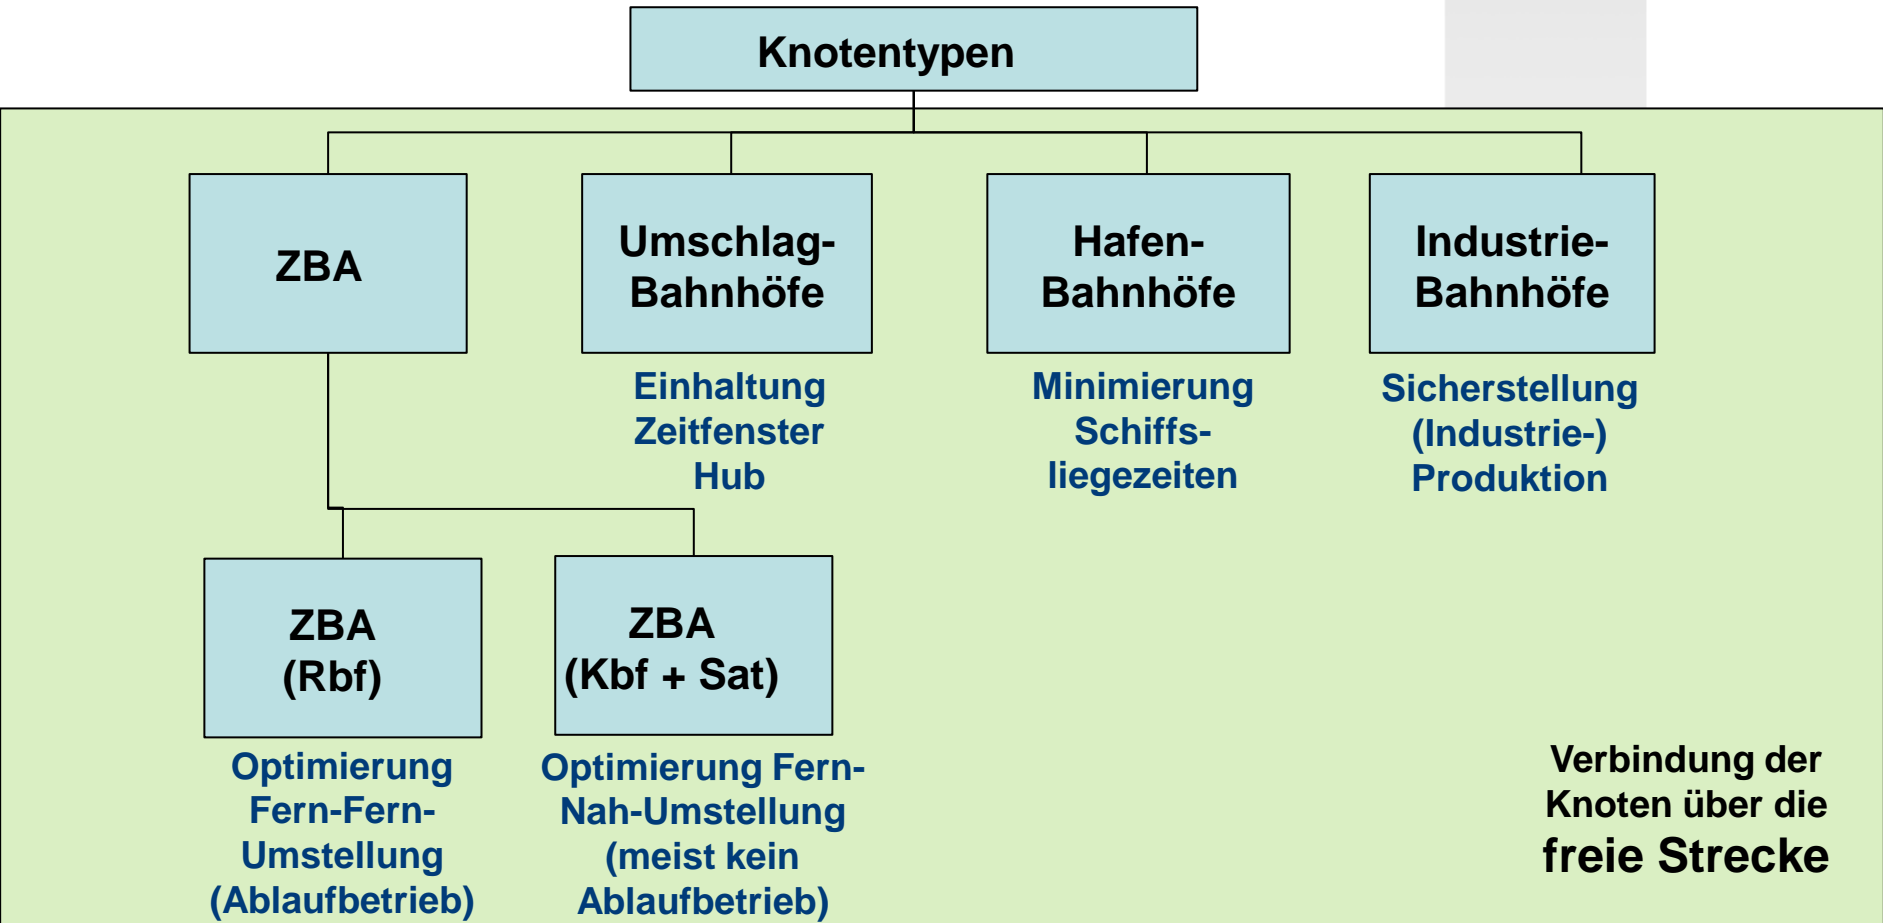 Knotentypen
ZBA
Umschlag-
Bahnhöfe
Hafen-
Bahnhöfe
Industrie-
Bahnhöfe
Einhaltung
Zeitfenster
Hub
Minimierung
Schiffs-
liegezeiten
Sicherstellung
(Industrie-)
Produktion
ZBA
(Rbf)
ZBA
(Kbf + Sat)
Optimierung
Fern-Fern-
Umstellung
(Ablaufbetrieb)
Optimierung Fern-
Nah-Umstellung
(meist kein
Ablaufbetrieb)
Verbindung der
Knoten über die
freie Strecke